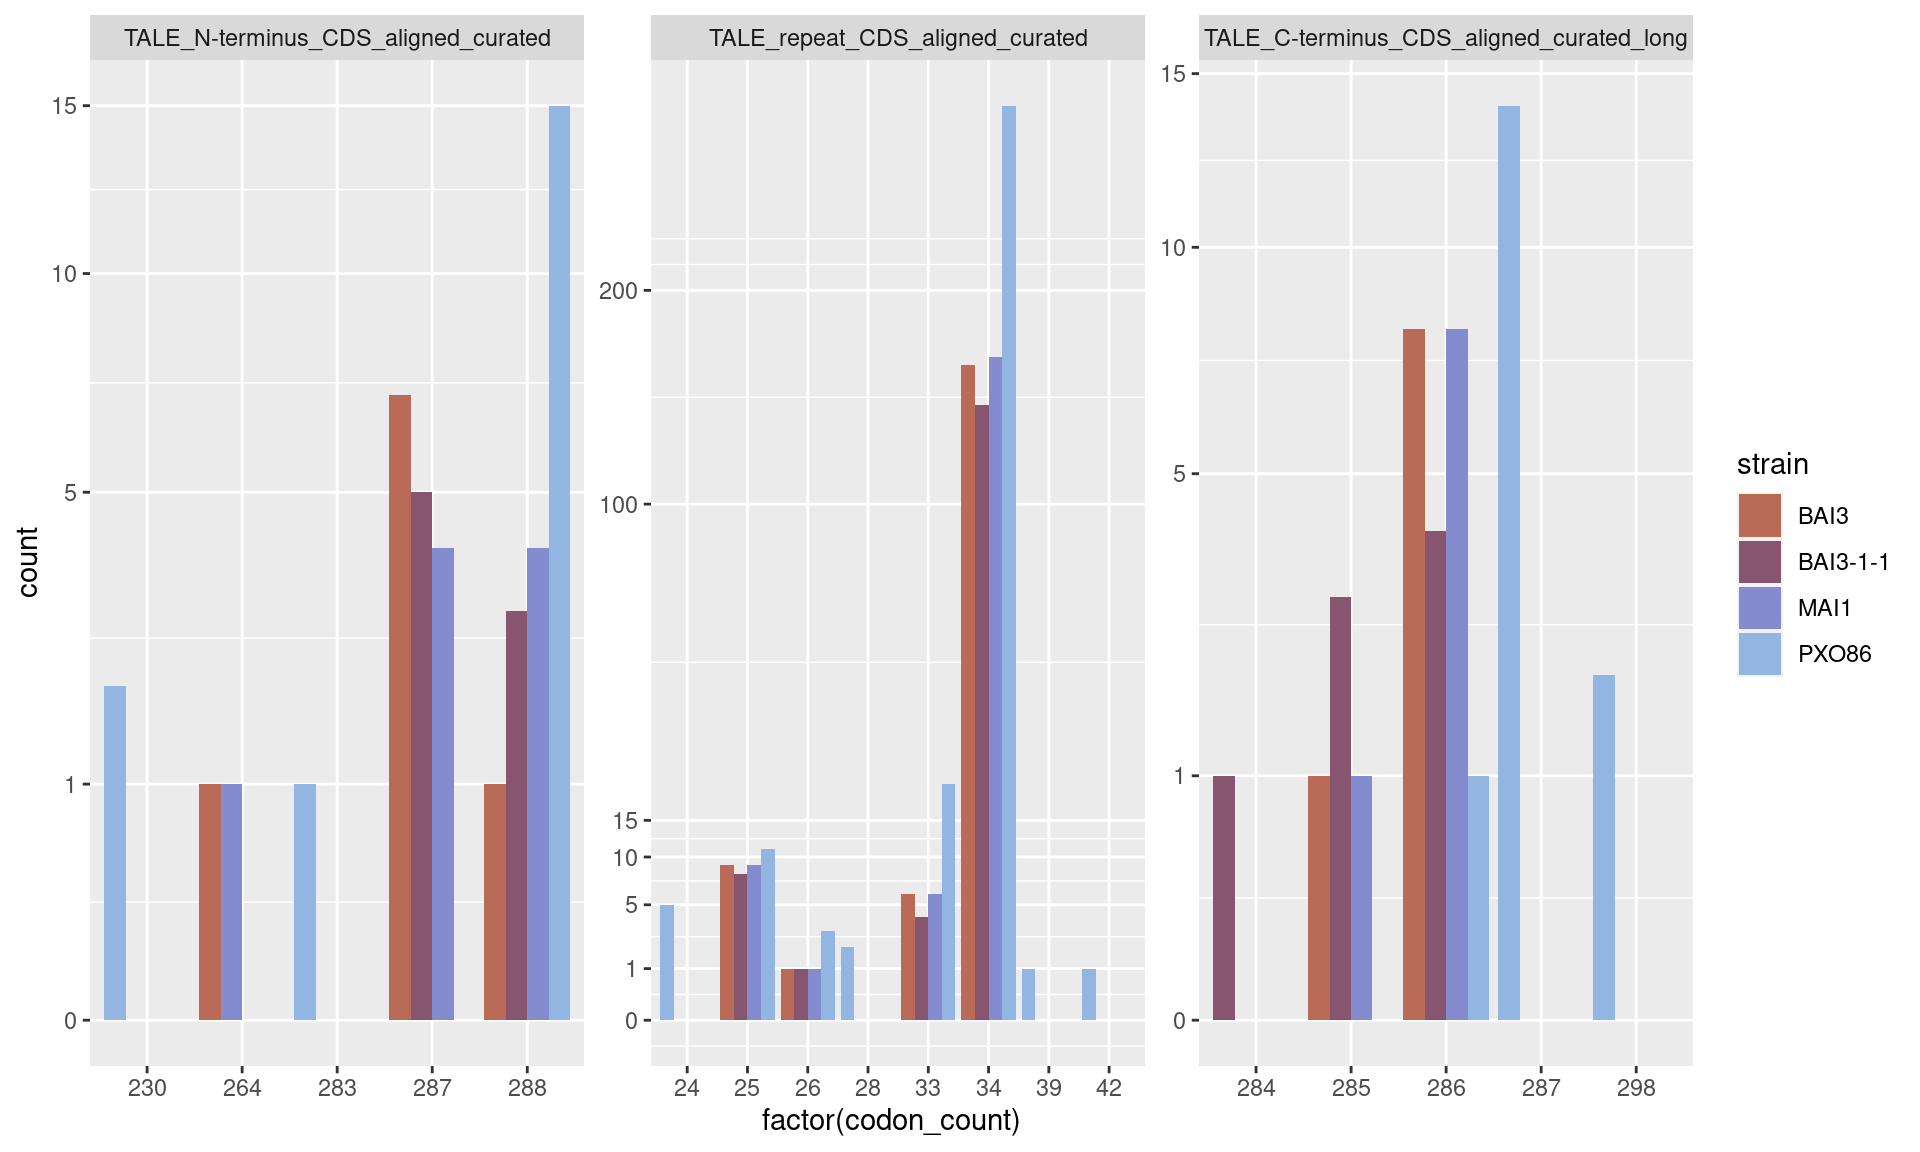 TALE_N-terminus_CDS_aligned_curated
TALE_repeat_CDS_aligned_curated
TALE_C-terminus_CDS_aligned_curated_long
15
10
5
1
0
200
100
15
10
5
1
0
15
10
5
1
0
count
230 264 283 287 288
24 25 26 28 33 34 39 42
284 285 286 287 298
factor(codon_count)
strain
BAI3
BAI3-1-1
MAI1
PXO86